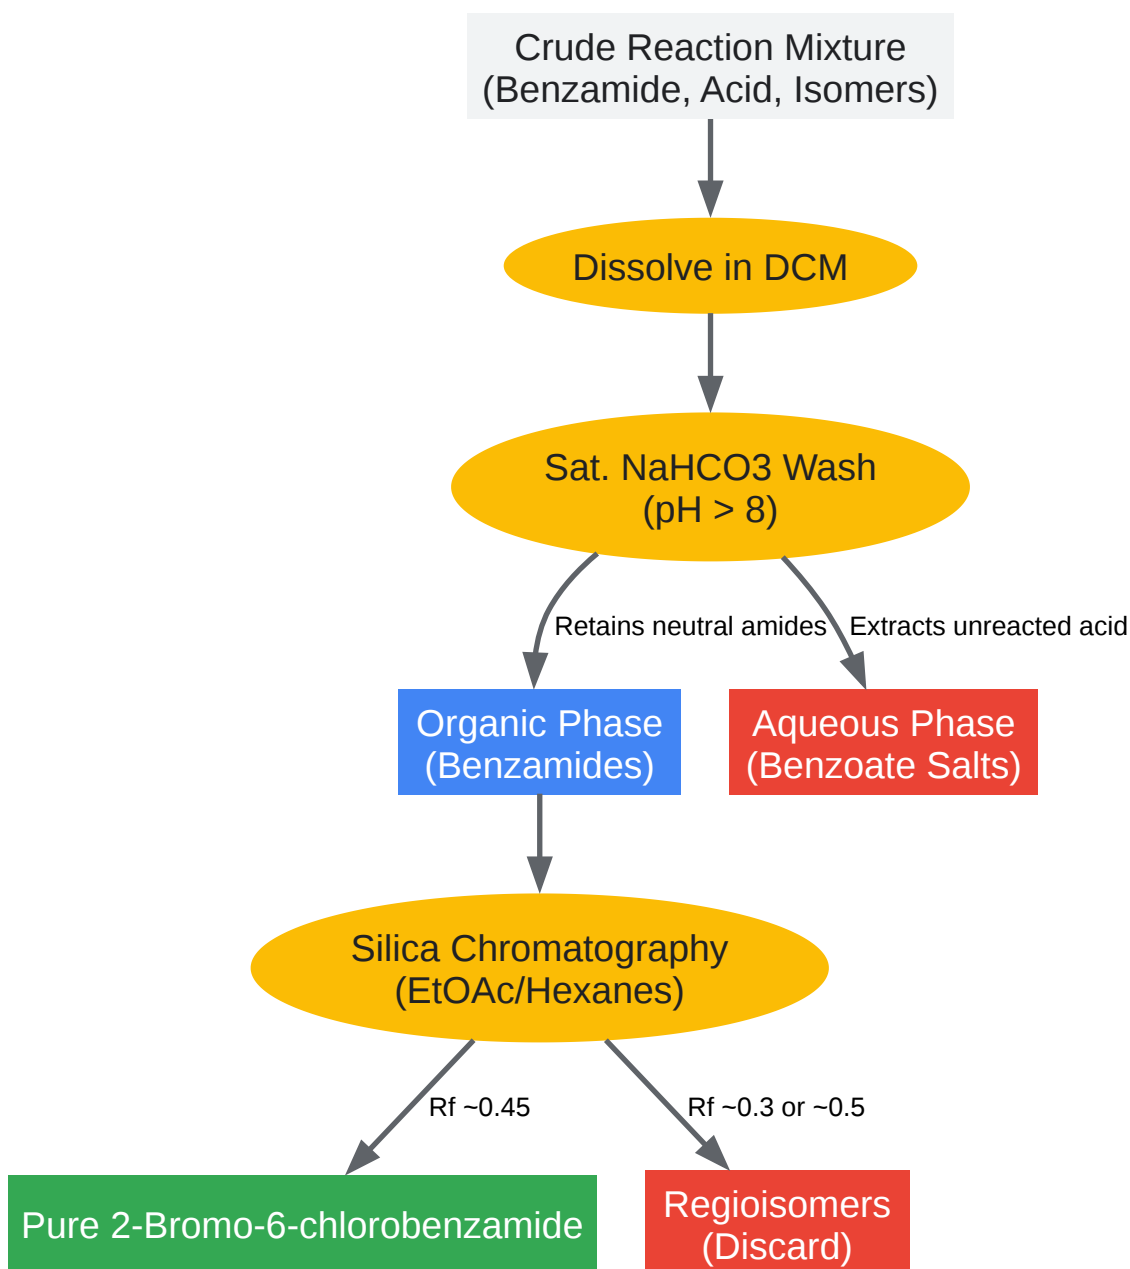 Crude Reaction Mixture
(Benzamide, Acid, Isomers)
Dissolve in DCM
Sat. NaHCO3 Wash
(pH > 8)
Retains neutral amides
Extracts unreacted acid
Organic Phase
(Benzamides)
Aqueous Phase
(Benzoate Salts)
Silica Chromatography
(EtOAc/Hexanes)
Rf ~0.45
Rf ~0.3 or ~0.5
Pure 2-Bromo-6-chlorobenzamide
Regioisomers
(Discard)